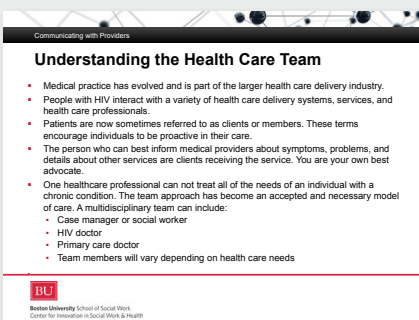 Communicating with Providers
Understanding the Health Care Team
▪ Medical practice has evolved and is part of the larger health care delivery industry.
▪ People with HIV interact with a variety of health care delivery systems, services, and
health care professionals.
▪ Patients are now sometimes referred to as clients or members. These terms
encourage individuals to be proactive in their care.
▪ The person who can best inform medical providers about symptoms, problems, and
details about other services are clients receiving the service. You are your own best
advocate.
▪ One healthcare professional can not treat all of the needs of an individual with a
chronic condition. The team approach has become an accepted and necessary model
of care. A multidisciplinary team can include:
▪ Case manager or social worker
▪ HIV doctor
▪ Primary care doctor
▪ Team members will vary depending on health care needs
BU
Boston University School of Social Work
Center for Innovation in Social Work & Health